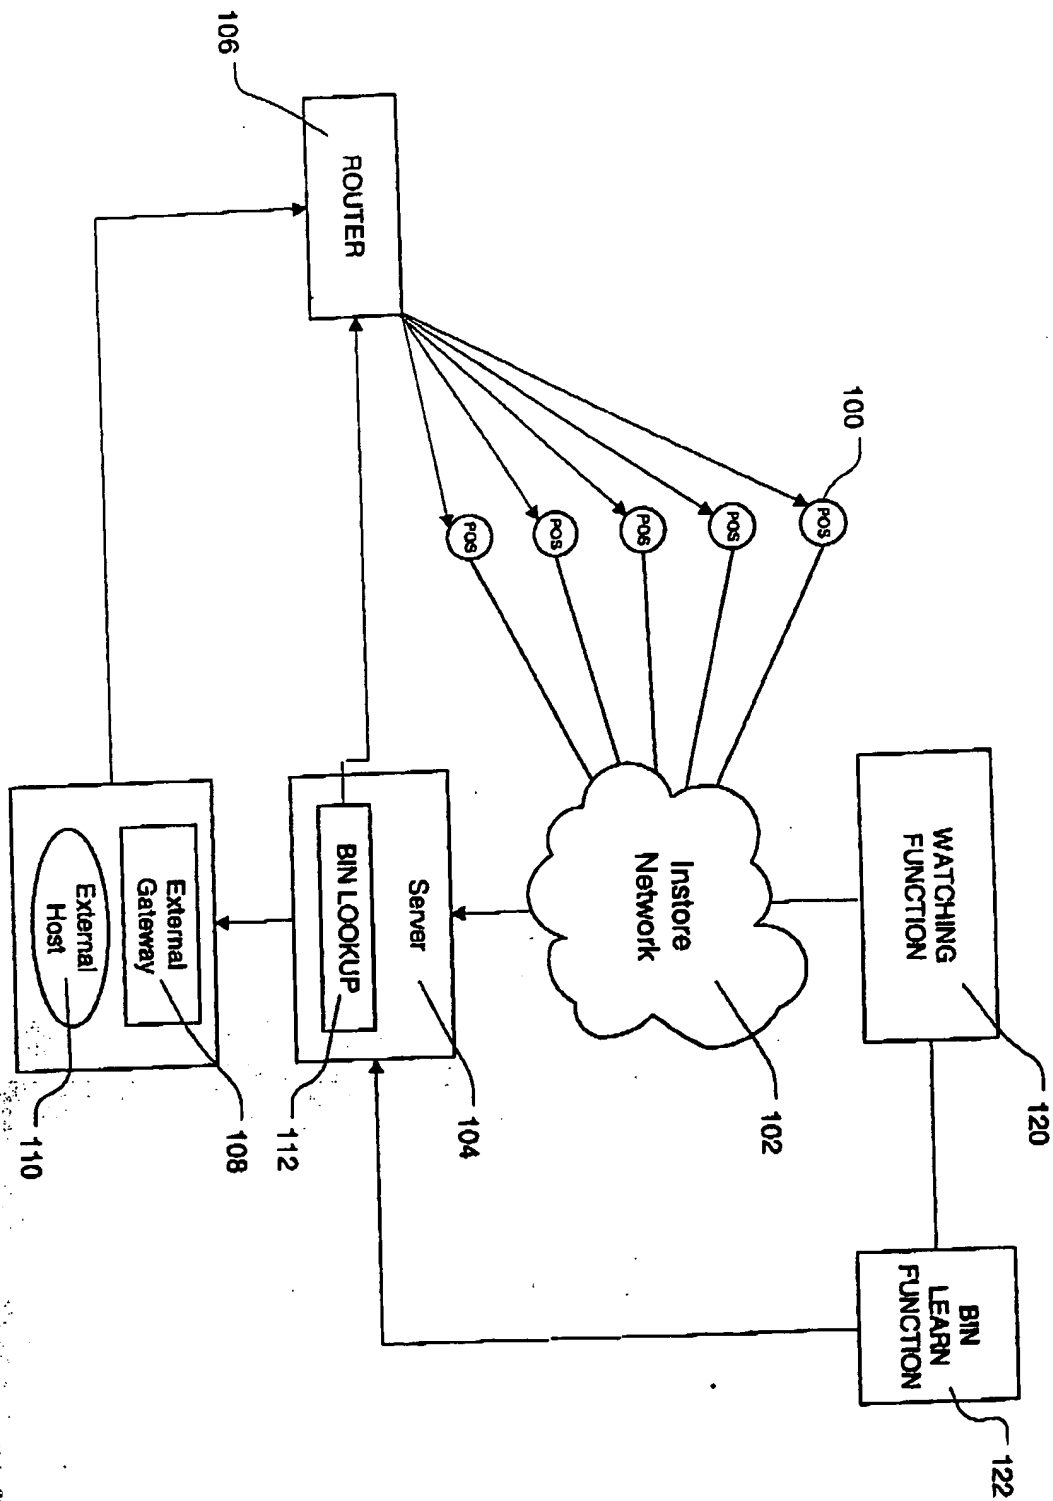 120
WATCHING
FUNCTION
BIN
LEARN
FUNCTION
122
100
POS
POS
POS
POS
POS
Instore
Network
102
106
ROUTER
Server
BIN LOOKUP
104
112
External
Gateway
External
Host
108
110